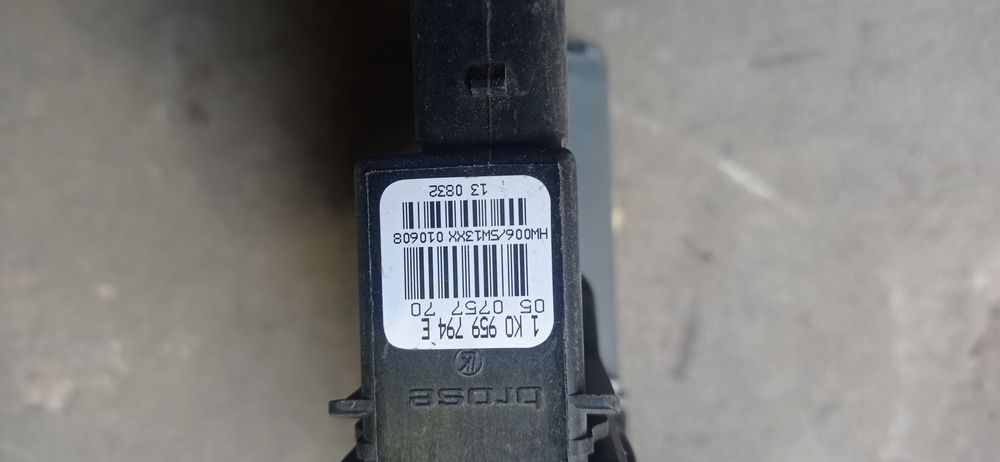 brose
1 K0 959 794 E
05 0757 70
HW006/SW13XX 010608
13 0832